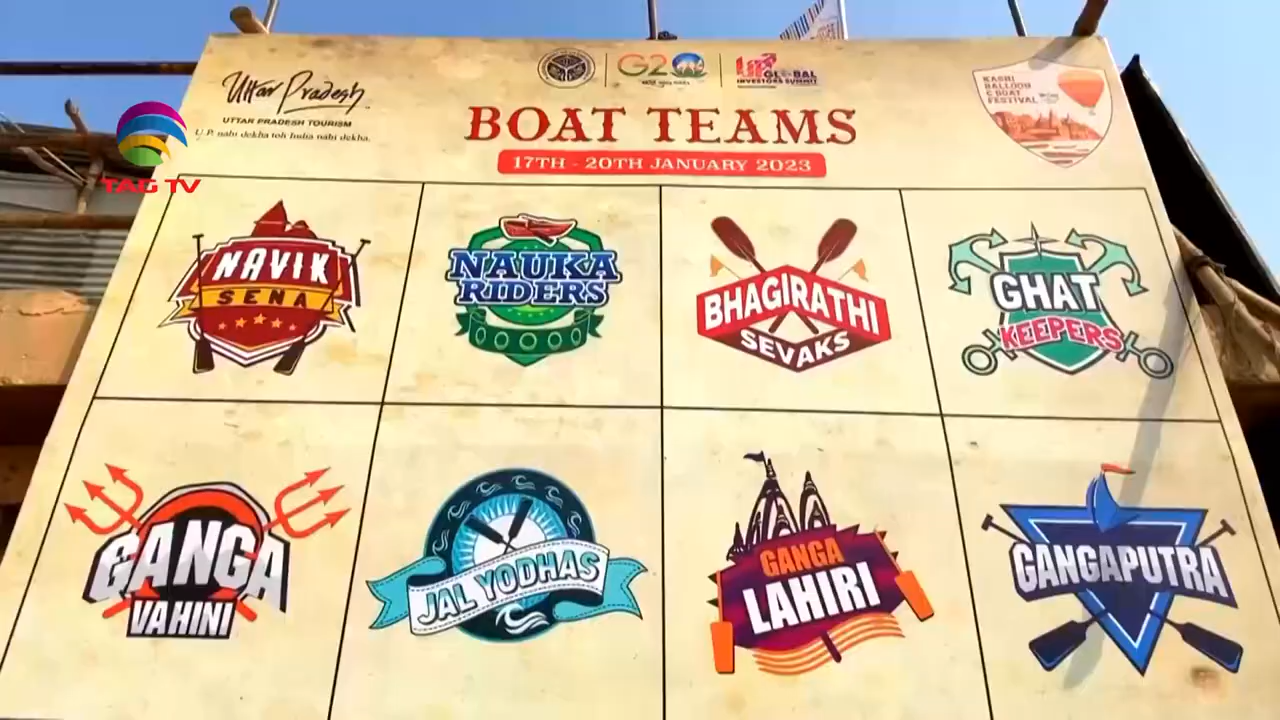 Uttar Pradesh
UTTAR PRADESH TOURISM
U.P. nahi dekha toh India nahi dekha.
TAG TV
G20
UP GLOBAL
INVESTORS SUMMIT
KASHI
BALLOON
& BOAT
FESTIVAL
BOAT TEAMS
17TH - 20TH JANUARY 2023
NAVIK
SENA
NAUKA
RIDERS
BHAGIRATHI
SEVAKS
GHAT
KEEPERS
GANGA
VAHINI
JAL YODHAS
GANGA
LAHIRI
GANGAPUTRA